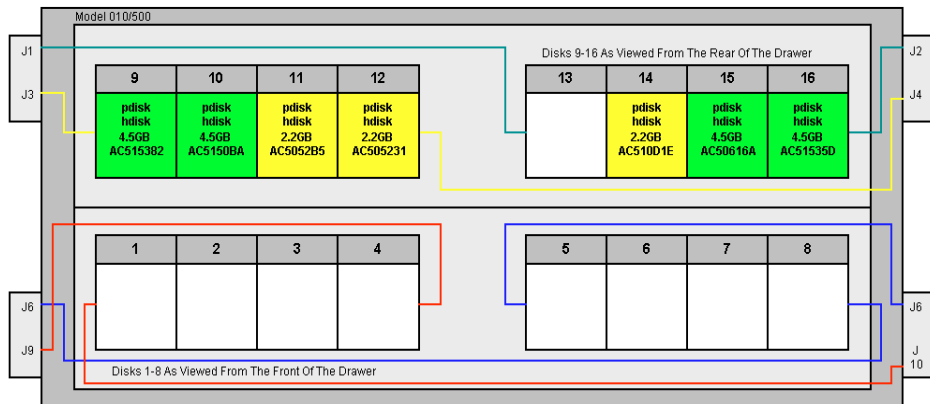 Model 010/500
J1
J3
Disks 9-16 As Viewed From The Rear Of The Drawer
J2
J4
9 10 11 12 13 14 15 16
pdisk pdisk pdisk pdisk pdisk pdisk pdisk
hdisk hdisk hdisk hdisk hdisk hdisk hdisk
4.5GB 4.5GB 2.2GB 2.2GB 2.2GB 4.5GB 4.5GB
AC515382 AC5150BA AC5052B5 AC505231 AC510D1E AC50616A AC51535D
1 2 3 4 5 6 7 8
J6
J9
J6
J
10
Disks 1-8 As Viewed From The Front Of The Drawer